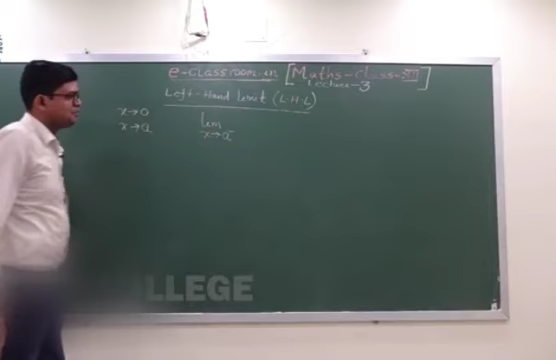 e-CLASSROOM-in [Maths-Class-XI]
Lecture-3
Left-Hand Limit (L.H.L)
x→0
x→a lim
x→a⁻
LLEGE